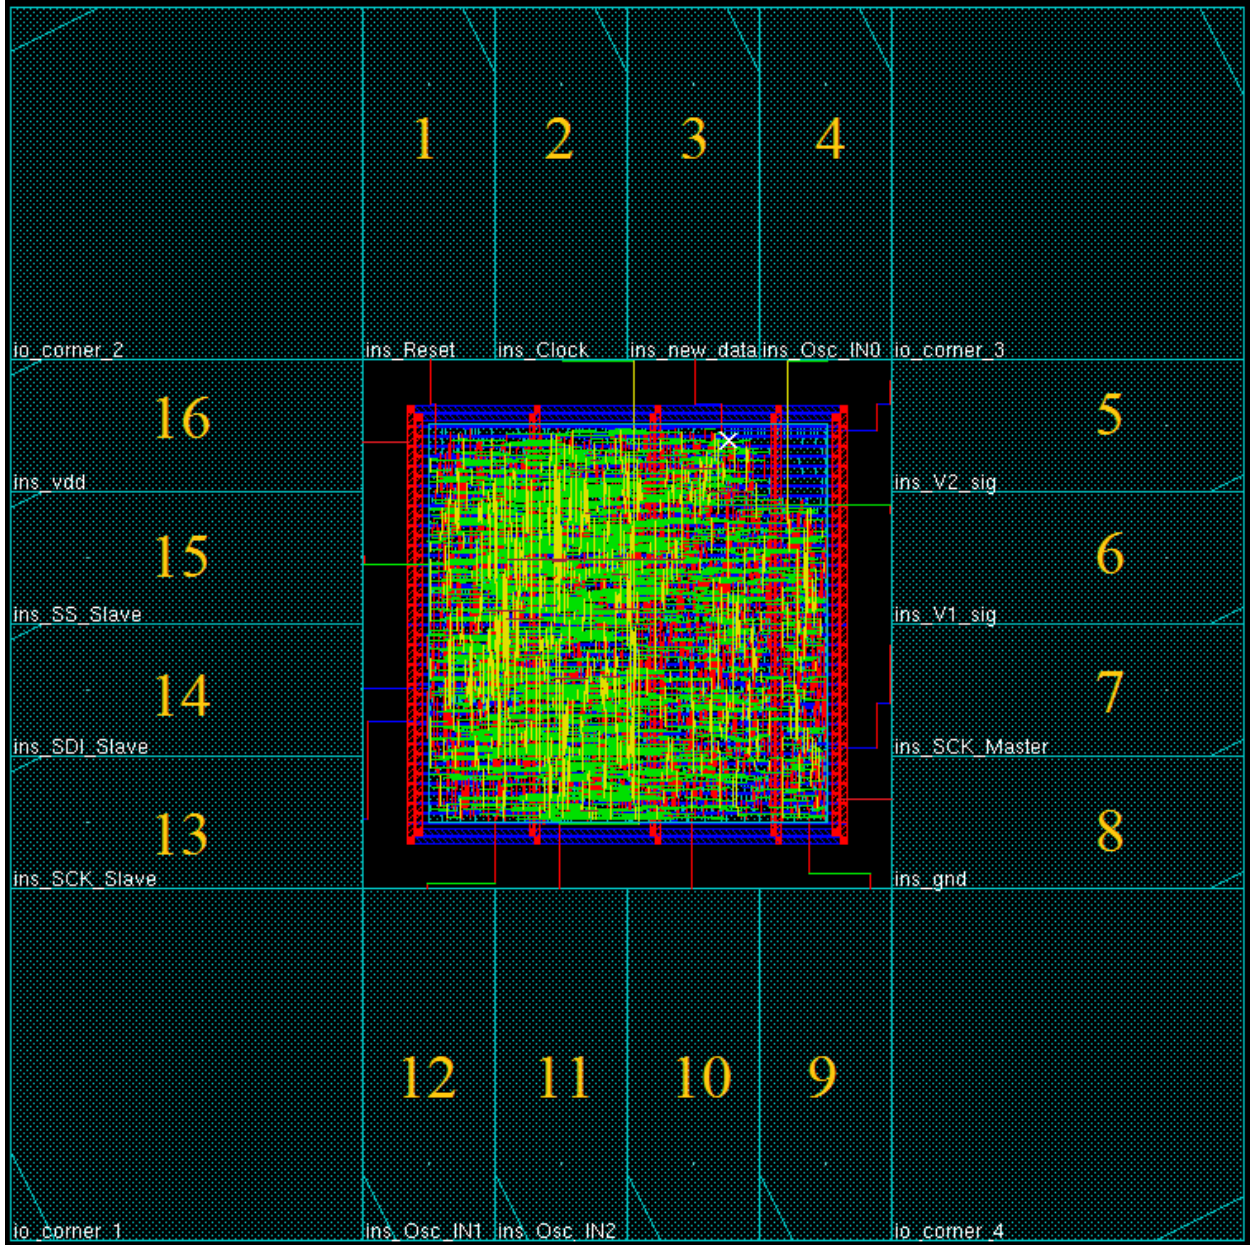 1 2 3 4
io_corner_2 ins_Reset ins_Clock ins_new_data ins_Osc_IN0 io_corner_3
16 5
ins_vdd ins_V2_sig
15 6
ins_SS_Slave ins_V1_sig
14 7
ins_SDI_Slave ins_SCK_Master
13 8
ins_SCK_Slave ins_gnd
12 11 10 9
io_corner_1 ins_Osc_IN1 ins_Osc_IN2 io_corner_4